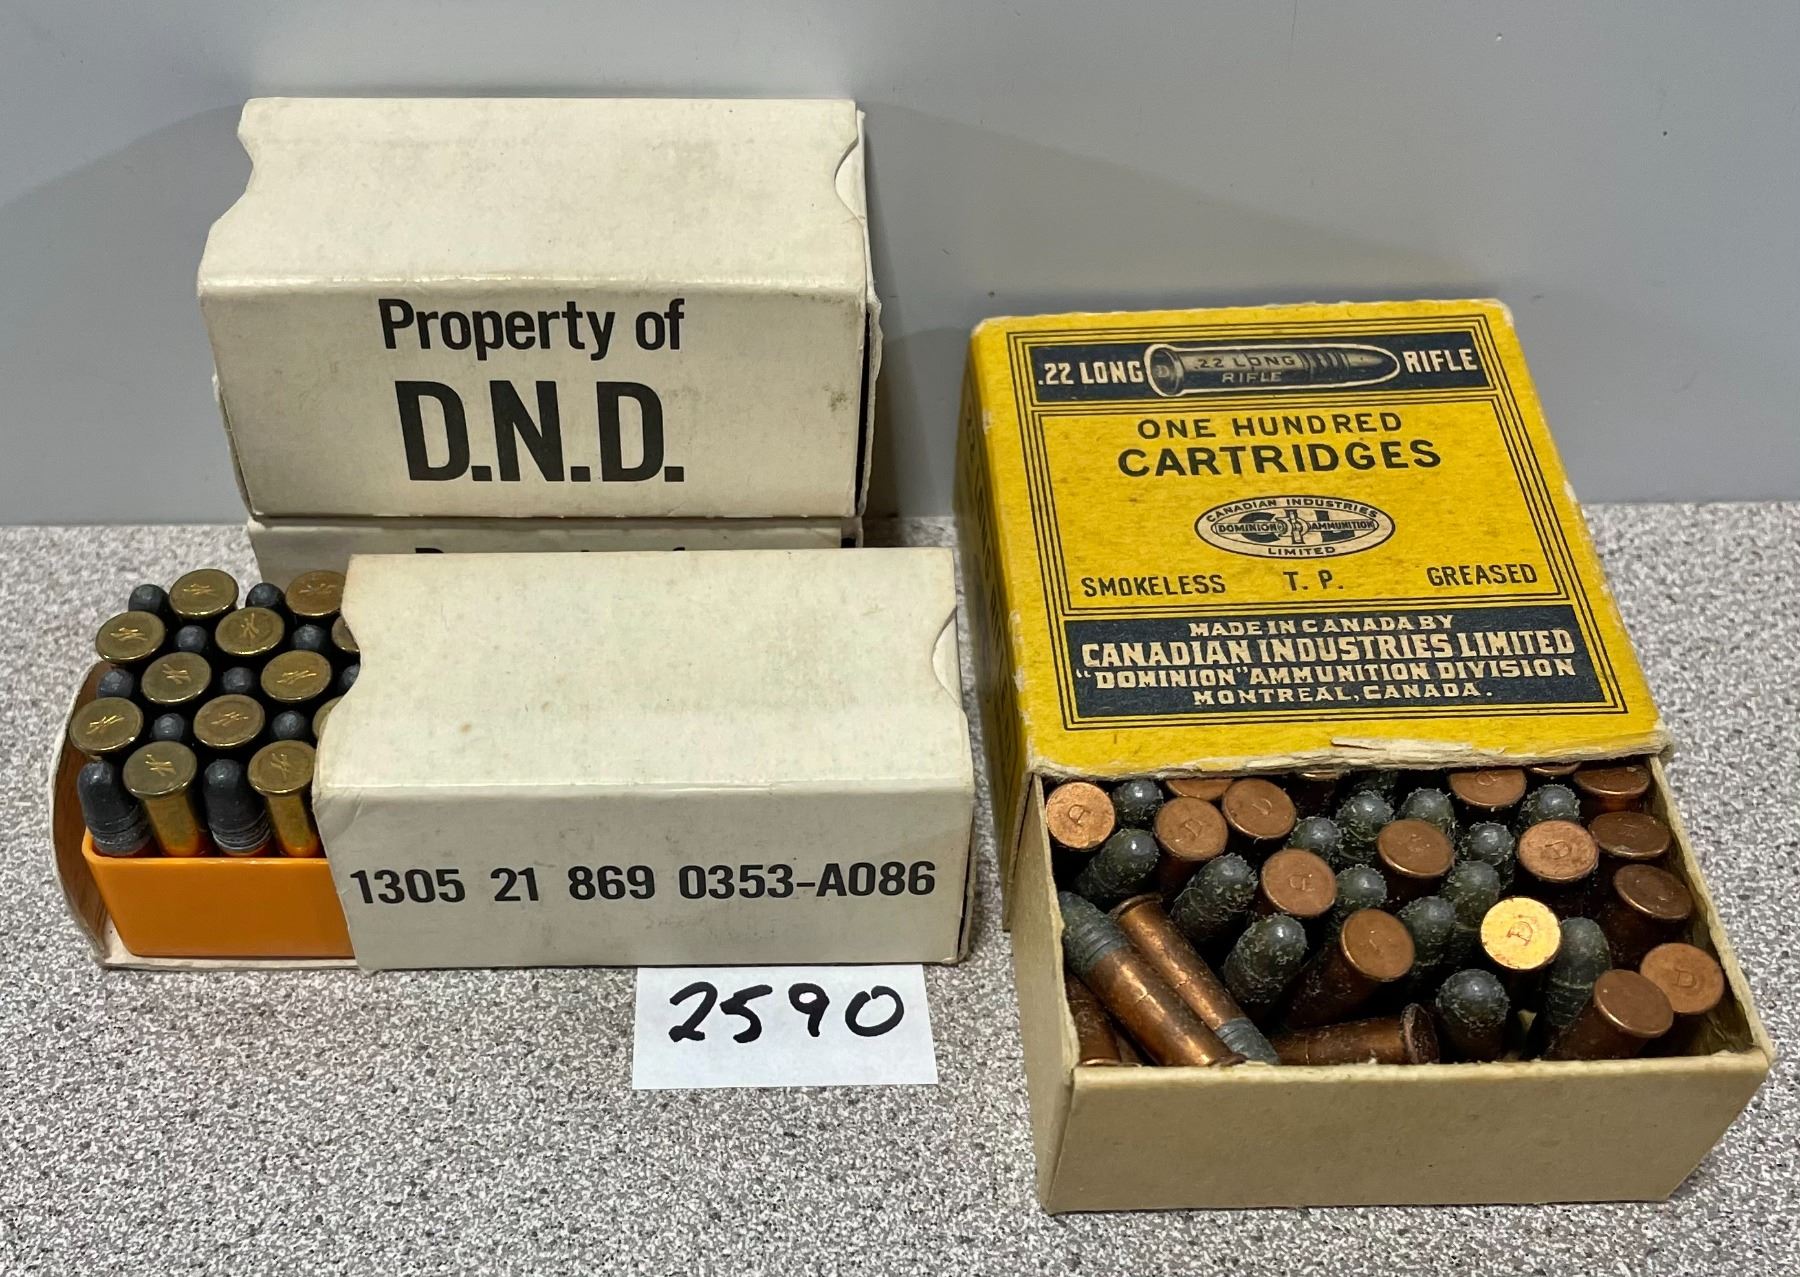 Property of
D.N.D.
1305 21 869 0353-A086
2590
.22 LONG
.22 LONG
RIFLE
D
RIFLE
ONE HUNDRED
CARTRIDGES
CANADIAN INDUSTRIES
CIL
DOMINION AMMUNITION
LIMITED
SMOKELESS T. P. GREASED
MADE IN CANADA BY
CANADIAN INDUSTRIES LIMITED
"DOMINION" AMMUNITION DIVISION
MONTREAL, CANADA.
D
D
D
D
D
D